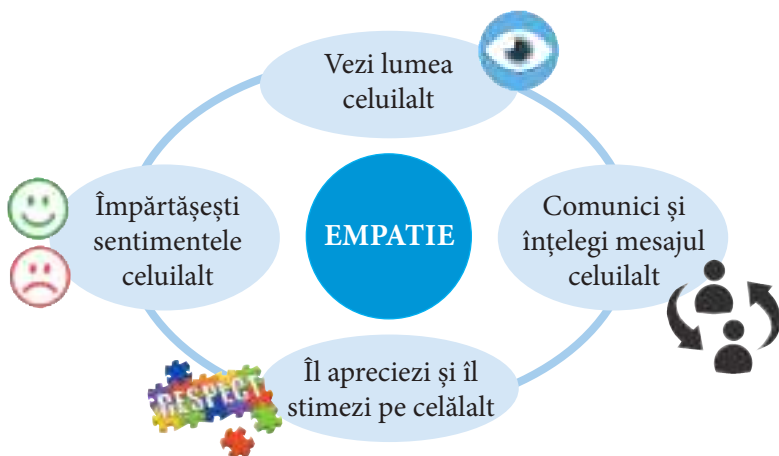 Vezi lumea
celuilalt
Împărtășești
sentimentele
celuilalt
EMPATIE
Comunici și
înțelegi mesajul
celuilalt
RESPECT
Îl apreciezi și îl
stimezi pe celălalt